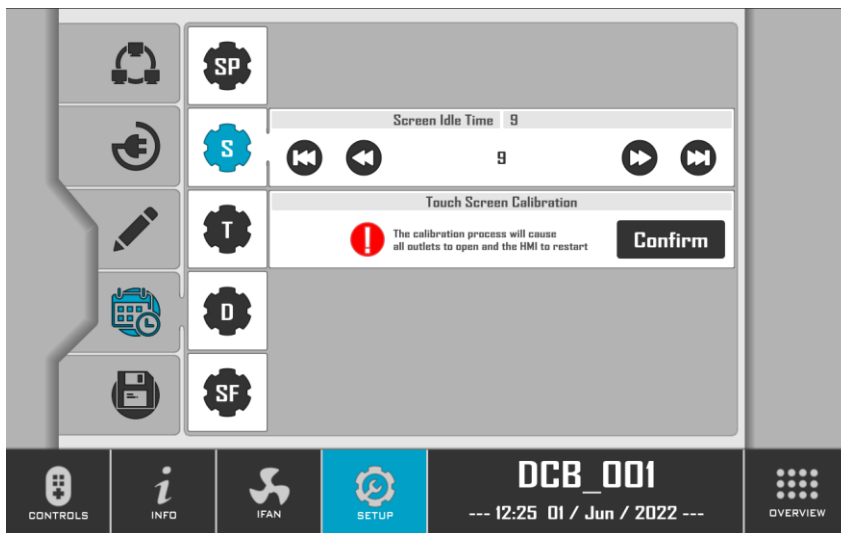 SP
Screen Idle Time 9
S
9
T
Touch Screen Calibration
The calibration process will cause
all outlets to open and the HMI to restart
Confirm
D
SF
CONTROLS
INFO
IFAN
SETUP
DCB_001
--- 12:25 01 / Jun / 2022 ---
OVERVIEW